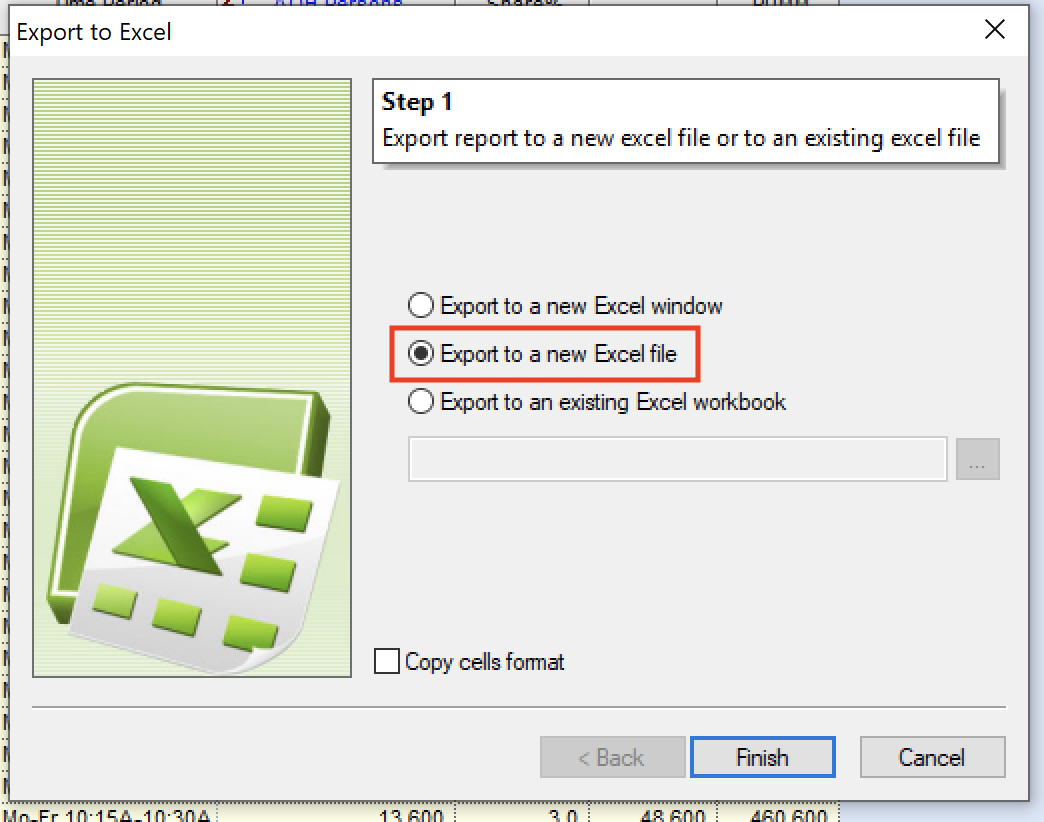 Export to Excel
Step 1
Export report to a new excel file or to an existing excel file
Export to a new Excel window
Export to a new Excel file
Export to an existing Excel workbook
...
Copy cells format
< Back
Finish
Cancel
Mo-Fr 10:15A-10:30A 13,600 3.0 48,600 460,600